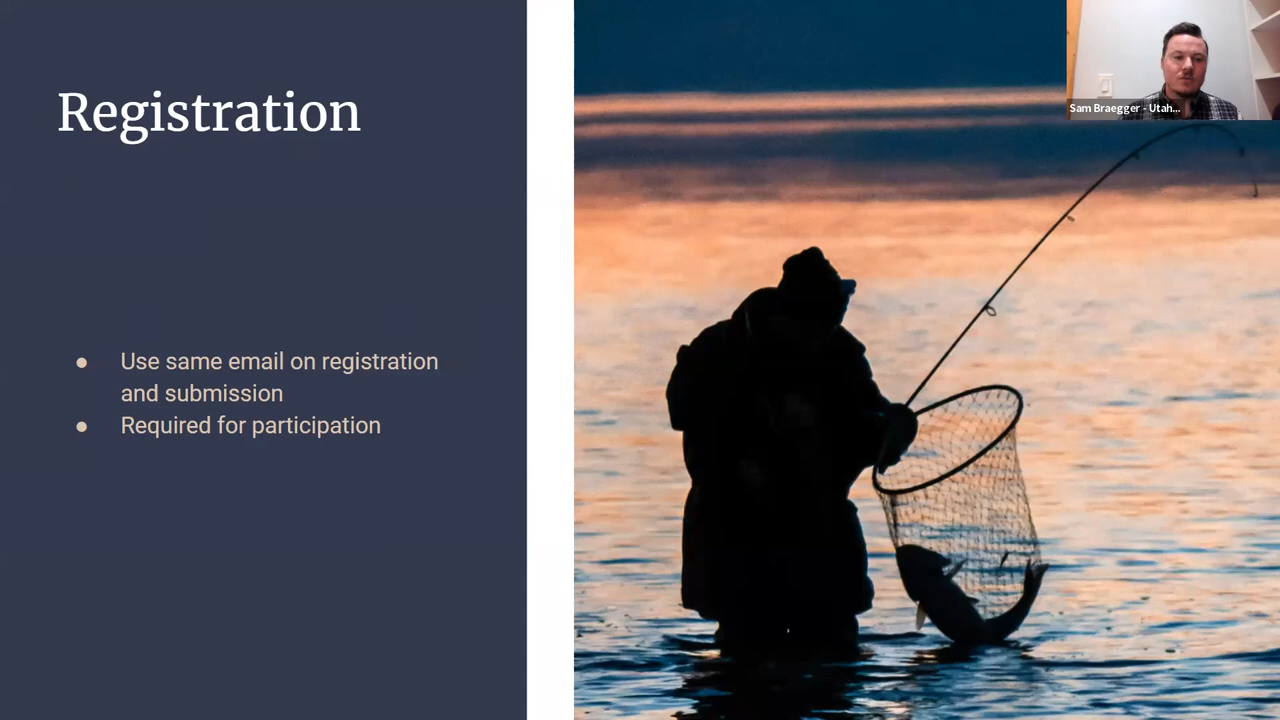 Registration
● Use same email on registration
and submission
● Required for participation
Sam Braegger - Utah...